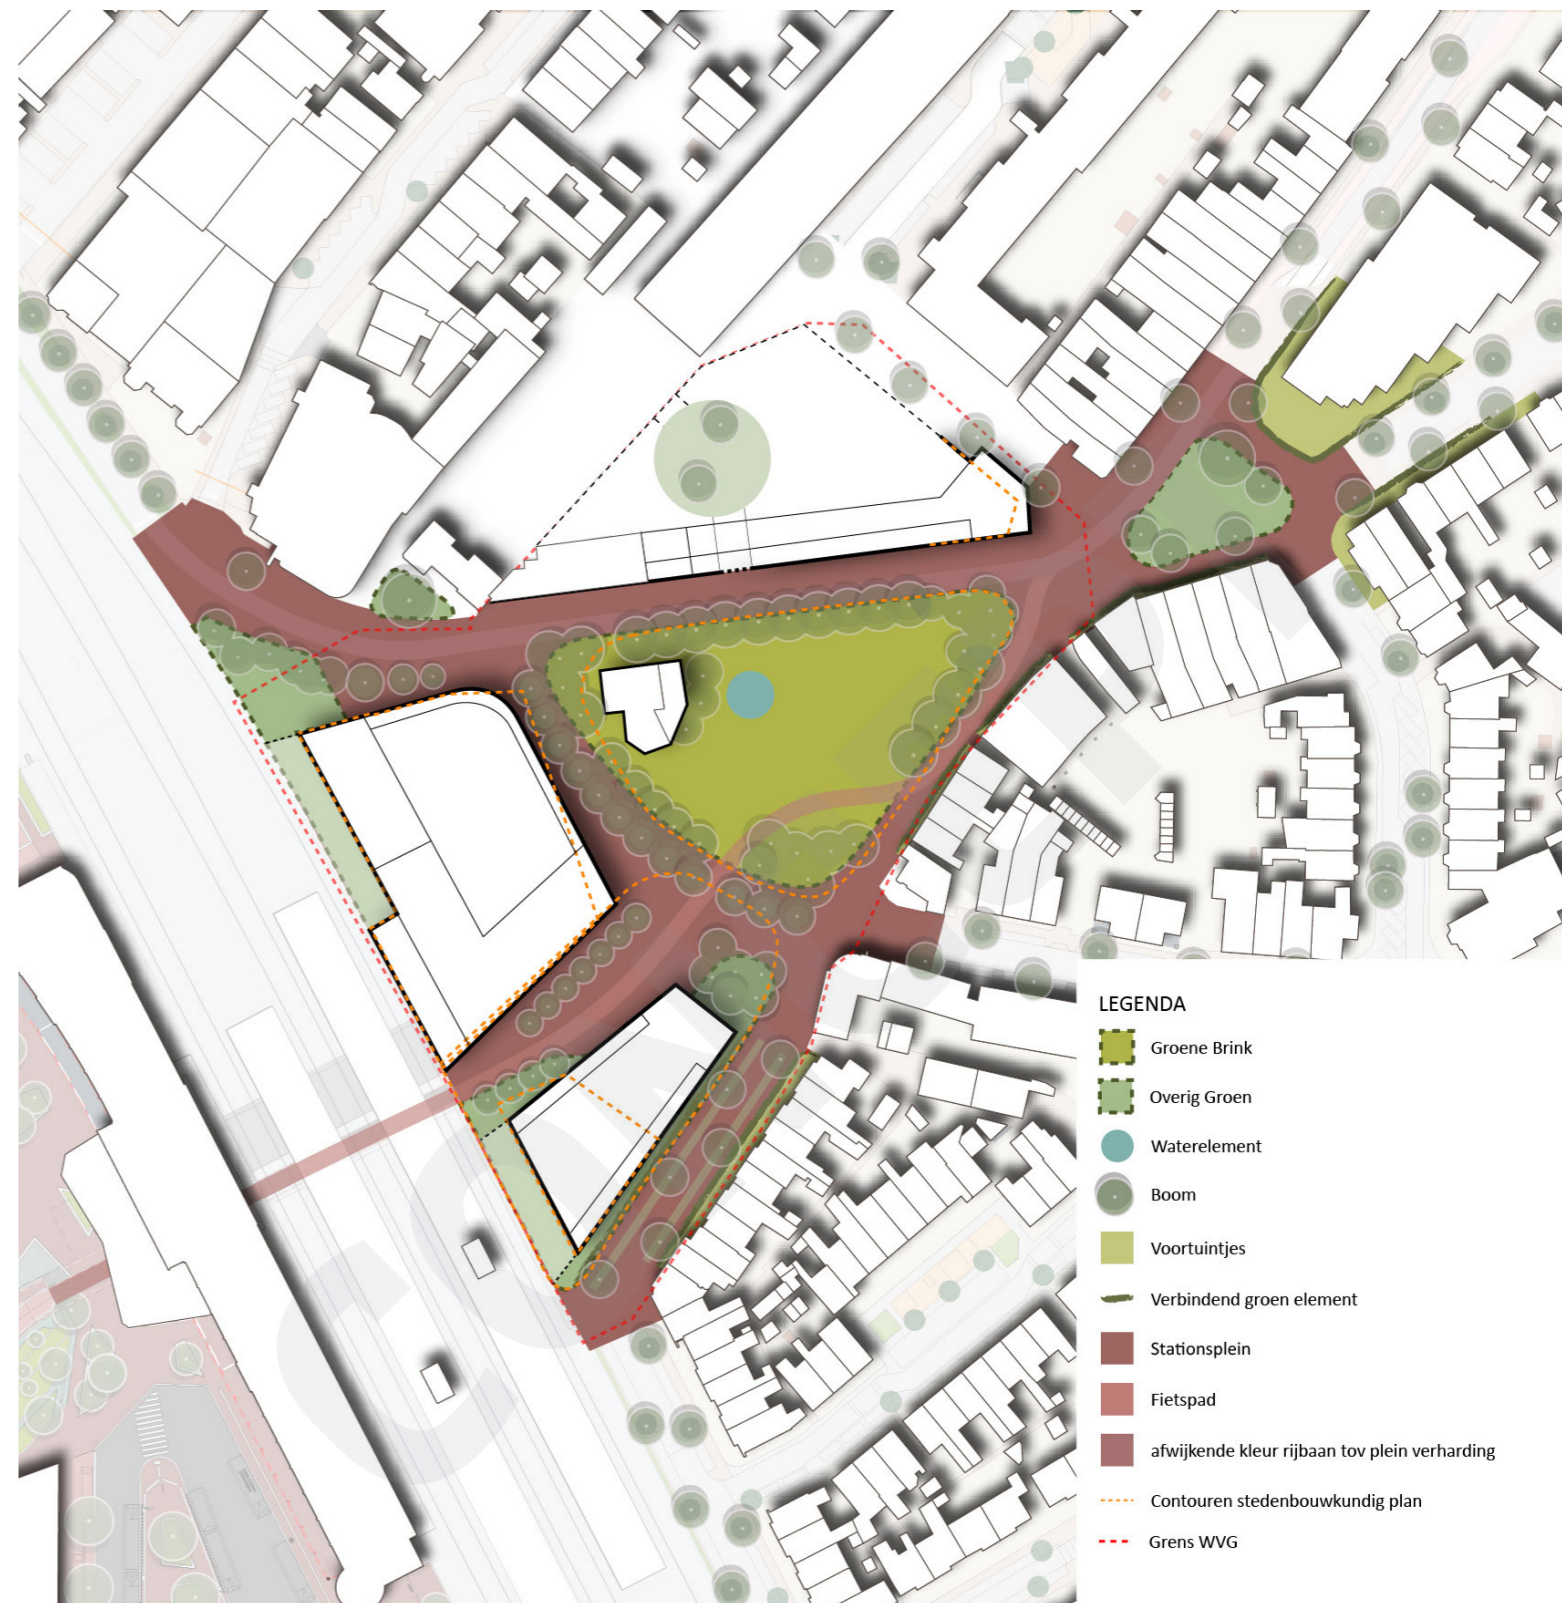 LEGENDA
Groene Brink
Overig Groen
Waterelement
Boom
Voortuintjes
Verbindend groen element
Stationsplein
Fietspad
afwijkende kleur rijbaan tov plein verharding
Contouren stedenbouwkundig plan
Grens WVG